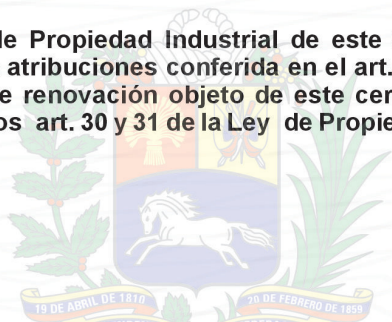 de Propiedad Industrial de este
atribuciones conferida en el art.
e renovación objeto de este cer
os art. 30 y 31 de la Ley de Propie
19 DE ABRIL DE 1810
20 DE FEBRERO DE 1859